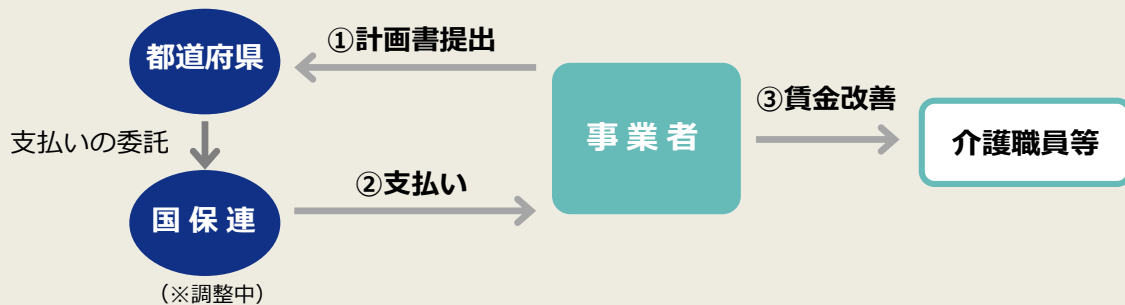 都道府県
①計画書提出
事業者
③賃金改善
介護職員等
支払いの委託
②支払い
国保連
（※調整中）